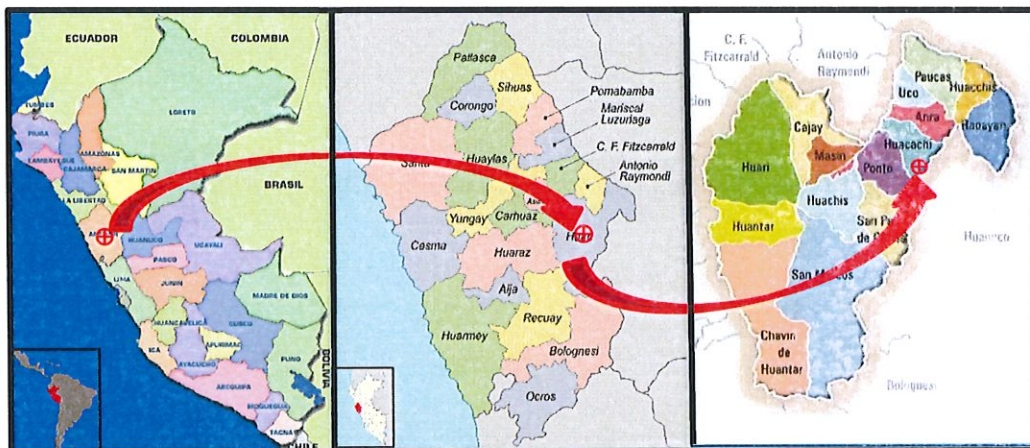 ECUADOR
COLOMBIA
TUMBES
PIURA
LORETO
AMAZONAS
LAMBAYEQUE
CAJAMARCA
SAN MARTIN
LA LIBERTAD
BRASIL
HUANUCO
UCAYALI
PASCO
LIMA
JUNIN
MADRE DE DIOS
HUANCAVELICA
CUSCO
ICA
APURIMAC
AYACUCHO
PUNO
AREQUIPA
MOQUEGUA
TACNA
BOLIVIA
CHILE
Pallasca
Sihuas
Corongo
Pomabamba
Mariscal
Luzuriaga
C. F. Fitzcarrald
Antonio
Raymondi
Santa
Huaylas
Yungay
Carhuaz
Casma
Huaraz
Aija
Recuay
Huarmey
Bolognesi
Ocros
C. F.
Fitzcarrald
Antonio
Raymondi
Paucas
Uco
Huacchis
Anra
Rapayan
Cajay
Huacachi
Masin
Ponto
Huari
Huachis
Huantar
San Marcos
Chavin
de
Huantar
Bolognesi